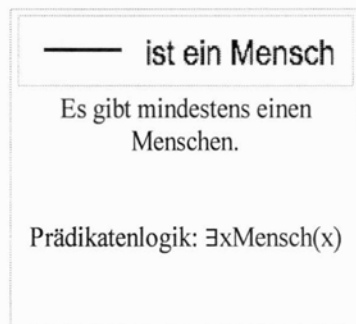 ist ein Mensch
Es gibt mindestens einen
Menschen.
Prädikatenlogik: ∃xMensch(x)